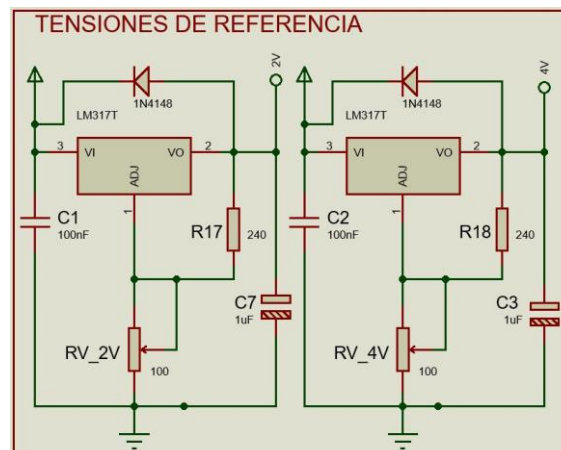 TENSIONES DE REFERENCIA
2V
4V
1N4148
1N4148
LM317T
LM317T
3
VI
VO
2
3
VI
VO
2
ADJ
ADJ
1
1
C1
100nF
R17
240
C2
100nF
R18
240
C7
1uF
C3
1uF
RV_2V
100
RV_4V
100